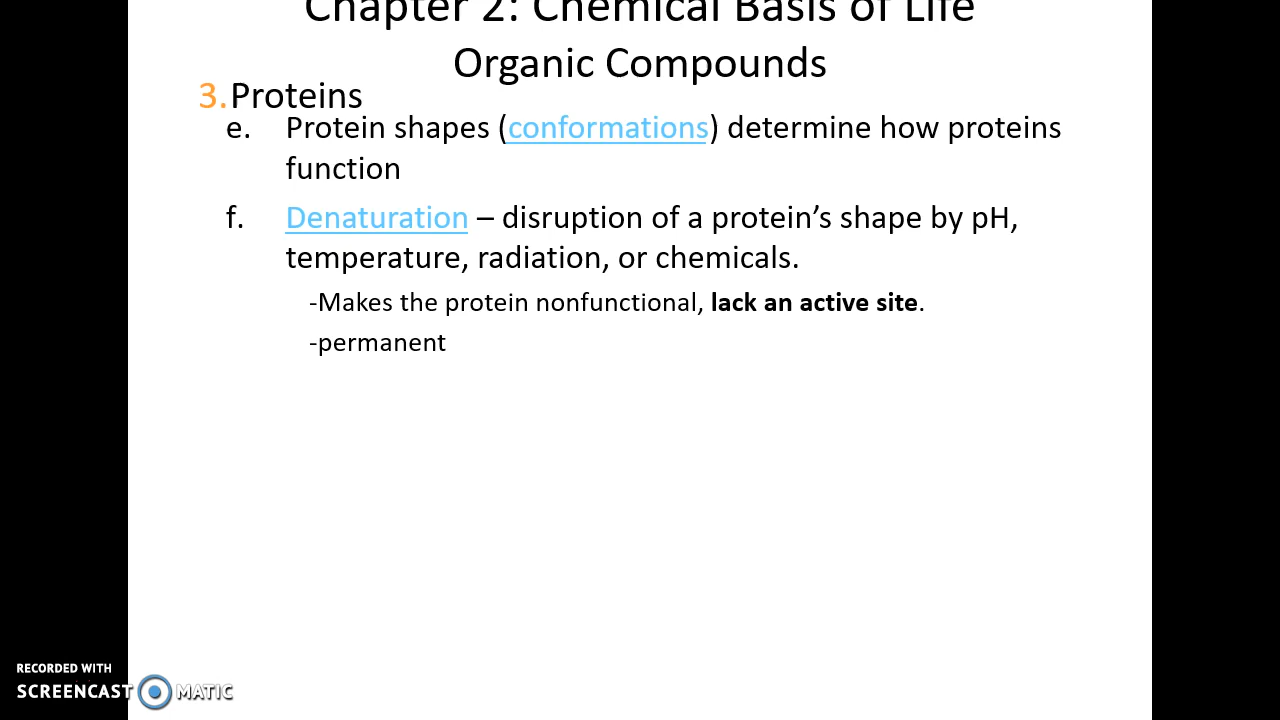 Chapter 2: Chemical Basis of Life
Organic Compounds
3. Proteins
e. Protein shapes (conformations) determine how proteins
function
f. Denaturation – disruption of a protein’s shape by pH,
temperature, radiation, or chemicals.
-Makes the protein nonfunctional, lack an active site.
-permanent
RECORDED WITH
SCREENCAST MATIC